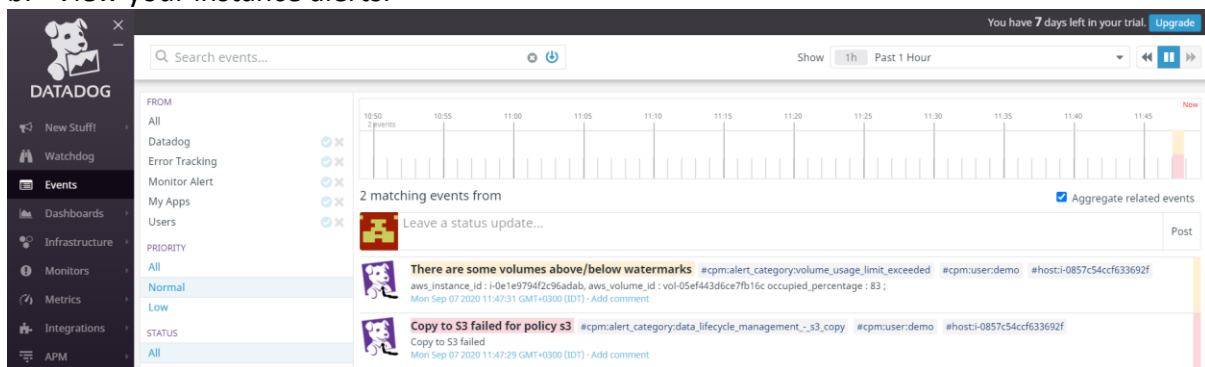 b. View your instance alerts.
You have 7 days left in your trial. Upgrade
Search events...
Show 1h Past 1 Hour
DATADOG
New Stuff!
Watchdog
Events
Dashboards
Infrastructure
Monitors
Metrics
Integrations
APM
FROM
All
Datadog
Error Tracking
Monitor Alert
My Apps
Users
PRIORITY
All
Normal
Low
STATUS
All
Now
10:50 10:55 11:00 11:05 11:10 11:15 11:20 11:25 11:30 11:35 11:40 11:45
2 events
2 matching events from
Aggregate related events
Leave a status update...
Post
There are some volumes above/below watermarks #cpm:alert_category:volume_usage_limit_exceeded #cpm:user:demo #host:i-0857c54ccf633692f
aws_instance_id : i-0e1e9794f2c96adab, aws_volume_id : vol-05ef443d6ce7fb16c occupied_percentage : 83 ;
Mon Sep 07 2020 11:47:31 GMT+0300 (IDT) · Add comment
Copy to S3 failed for policy s3 #cpm:alert_category:data_lifecycle_management_-_s3_copy #cpm:user:demo #host:i-0857c54ccf633692f
Copy to S3 failed
Mon Sep 07 2020 11:47:29 GMT+0300 (IDT) · Add comment